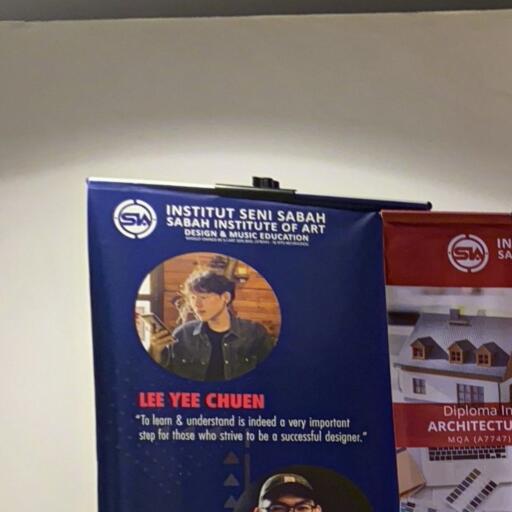 SIA
INSTITUT SENI SABAH
SABAH INSTITUTE OF ART
DESIGN & MUSIC EDUCATION
LEE YEE CHUEN
"To learn & understand is indeed a very important
step for those who strive to be a successful designer."
SIA
IN
SA
Diploma In
ARCHITECTU
MQA (A7747)